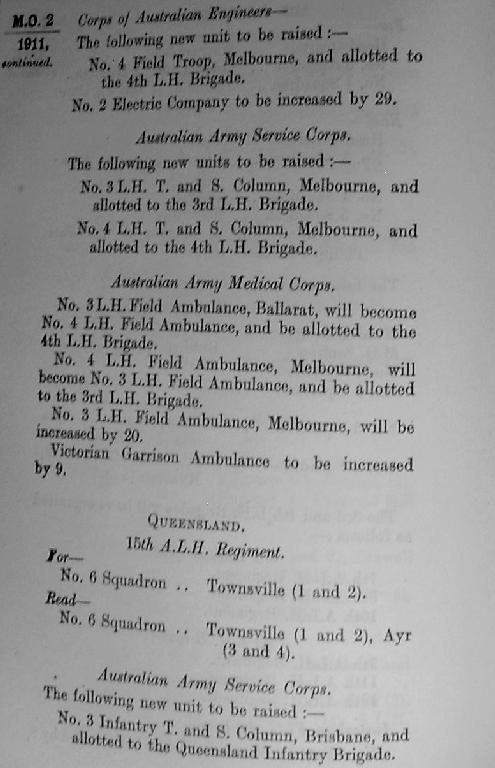 M.O. 2
1911,
continued.
Corps of Australian Engineers—
The following new unit to be raised :—
No. 4 Field Troop, Melbourne, and allotted to
the 4th L.H. Brigade.
No. 2 Electric Company to be increased by 29.
Australian Army Service Corps.
The following new units to be raised :—
No. 3 L.H. T. and S. Column, Melbourne, and
allotted to the 3rd L.H. Brigade.
No. 4 L.H. T. and S. Column, Melbourne, and
allotted to the 4th L.H. Brigade.
Australian Army Medical Corps.
No. 3 L.H. Field Ambulance, Ballarat, will become
No. 4 L.H. Field Ambulance, and be allotted to the
4th L.H. Brigade.
No. 4 L.H. Field Ambulance, Melbourne, will
become No. 3 L.H. Field Ambulance, and be allotted
to the 3rd L.H. Brigade.
No. 3 L.H. Field Ambulance, Melbourne, will be
increased by 20.
Victorian Garrison Ambulance to be increased
by 9.
QUEENSLAND.
15th A.L.H. Regiment.
For—
No. 6 Squadron .. Townsville (1 and 2).
Read—
No. 6 Squadron .. Townsville (1 and 2), Ayr
(3 and 4).
Australian Army Service Corps.
The following new unit to be raised :—
No. 3 Infantry T. and S. Column, Brisbane, and
allotted to the Queensland Infantry Brigade.